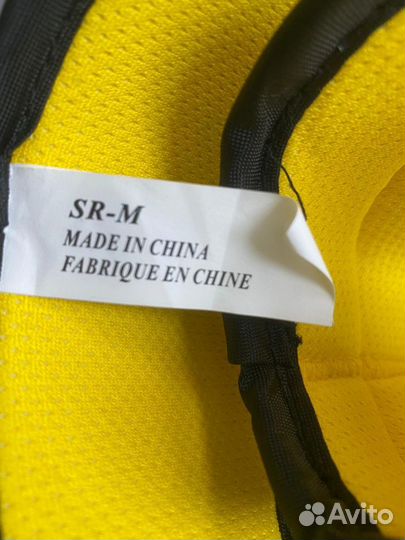 SR-M
MADE IN CHINA
FABRIQUE EN CHINE
Avito